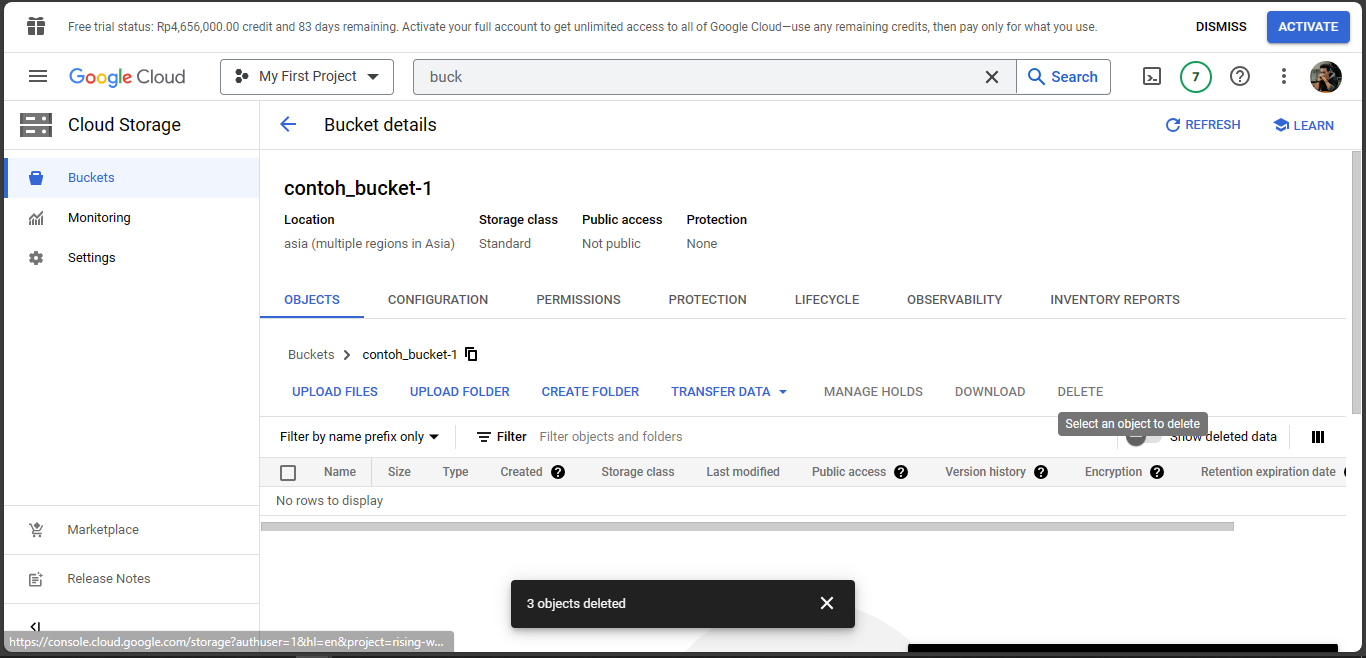 Free trial status: Rp4,656,000.00 credit and 83 days remaining. Activate your full account to get unlimited access to all of Google Cloud—use any remaining credits, then pay only for what you use.
DISMISS
ACTIVATE
Google Cloud
My First Project
buck
Search
7
Cloud Storage
Bucket details
REFRESH
LEARN
Buckets
Monitoring
Settings
Marketplace
Release Notes
contoh_bucket-1
Location Storage class Public access Protection
asia (multiple regions in Asia) Standard Not public None
OBJECTS CONFIGURATION PERMISSIONS PROTECTION LIFECYCLE OBSERVABILITY INVENTORY REPORTS
Buckets contoh_bucket-1
UPLOAD FILES UPLOAD FOLDER CREATE FOLDER TRANSFER DATA MANAGE HOLDS DOWNLOAD DELETE
Select an object to delete
Filter by name prefix only Filter Filter objects and folders Show deleted data
Name Size Type Created Storage class Last modified Public access Version history Encryption Retention expiration date
No rows to display
3 objects deleted
https://console.cloud.google.com/storage?authuser=1&hl=en&project=rising-w...